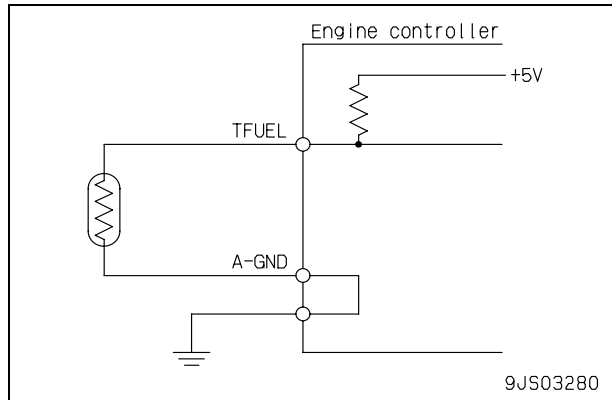 Engine controller
+5V
TFUEL
A-GND
9JS03280